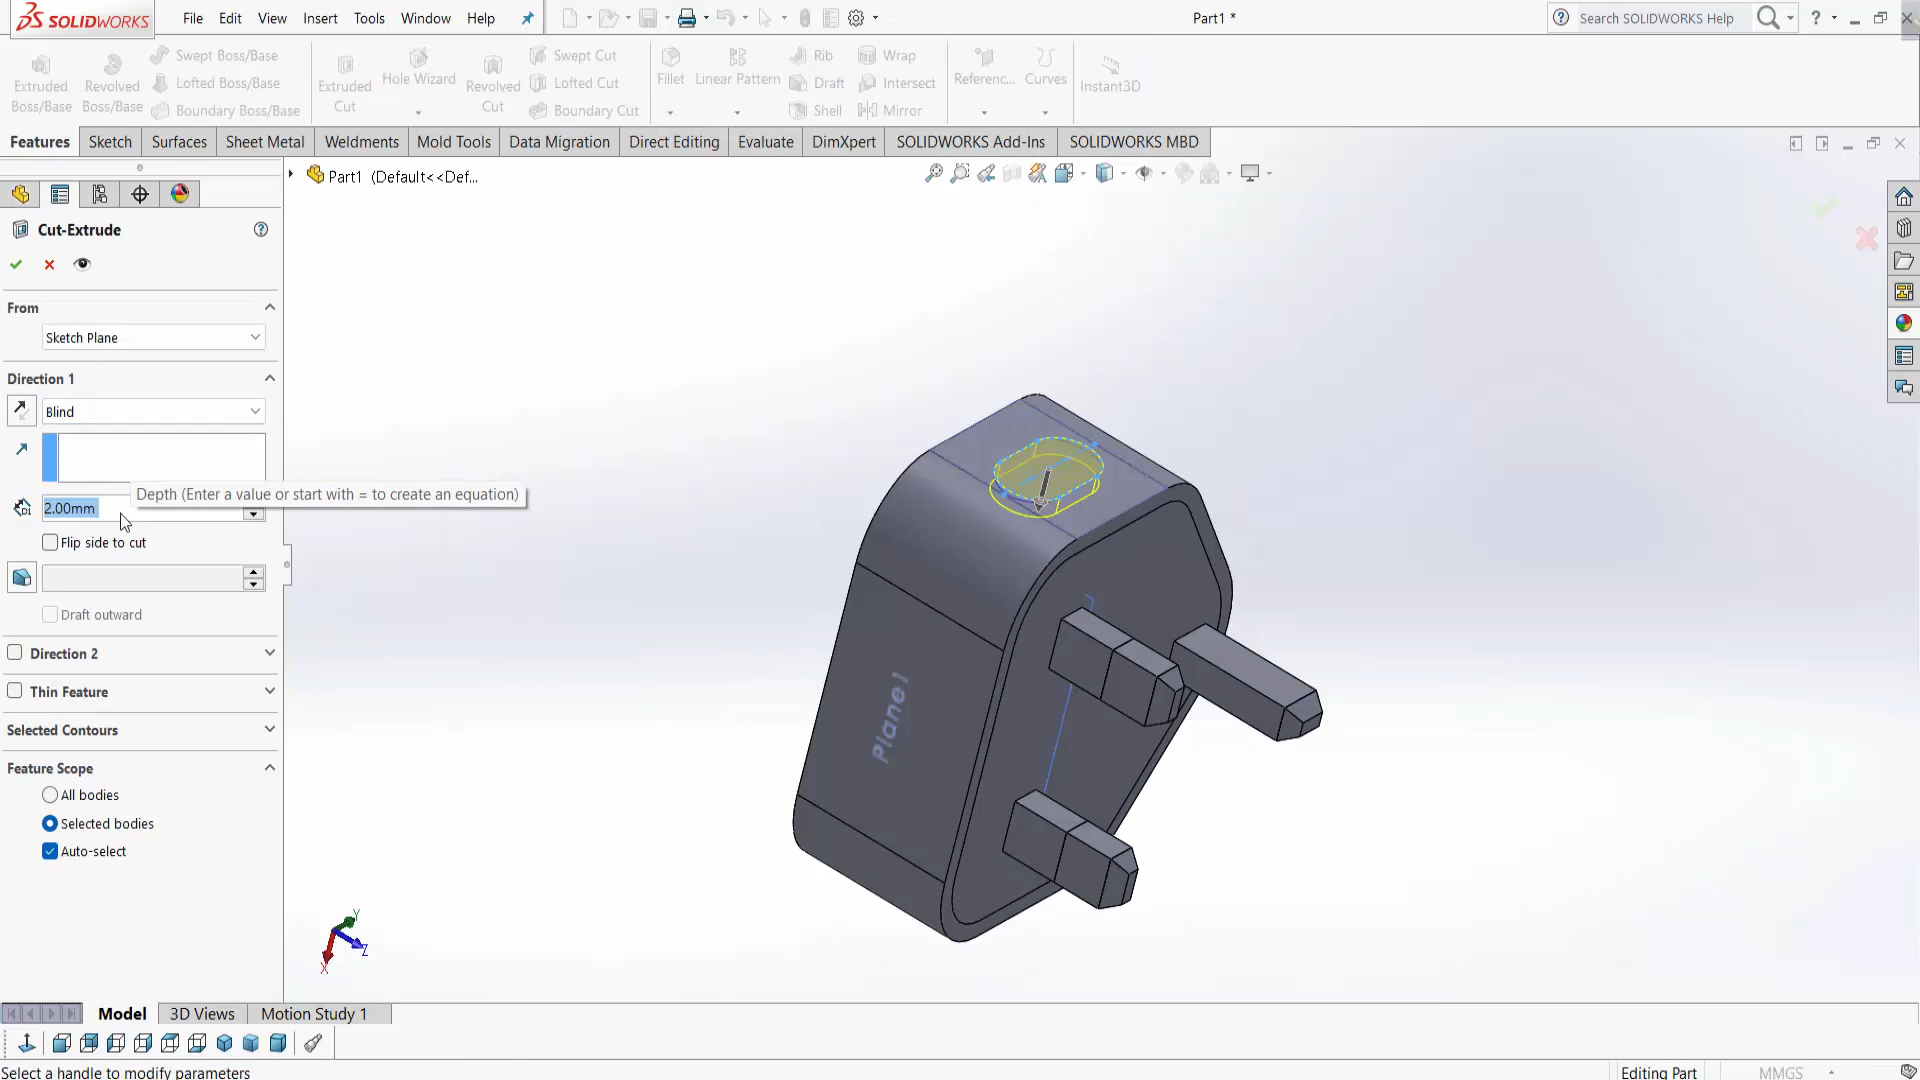 SOLIDWORKS File Edit View Insert Tools Window Help Part1 * Search SOLIDWORKS Help ?
Extruded Boss/Base
Revolved Boss/Base
Swept Boss/Base
Lofted Boss/Base
Boundary Boss/Base
Extruded Cut
Hole Wizard
Revolved Cut
Swept Cut
Lofted Cut
Boundary Cut
Fillet
Linear Pattern
Rib
Draft
Shell
Wrap
Intersect
Mirror
Referenc...
Curves
Instant3D
Features Sketch Surfaces Sheet Metal Weldments Mold Tools Data Migration Direct Editing Evaluate DimXpert SOLIDWORKS Add-Ins SOLIDWORKS MBD
Part1 (Default<<Def...
Cut-Extrude
From
Sketch Plane
Direction 1
Blind
Depth (Enter a value or start with = to create an equation)
2.00mm
Flip side to cut
Draft outward
Direction 2
Thin Feature
Selected Contours
Feature Scope
All bodies
Selected bodies
Auto-select
Plane1
Y
Z
X
Model 3D Views Motion Study 1
Select a handle to modify parameters Editing Part MMGS